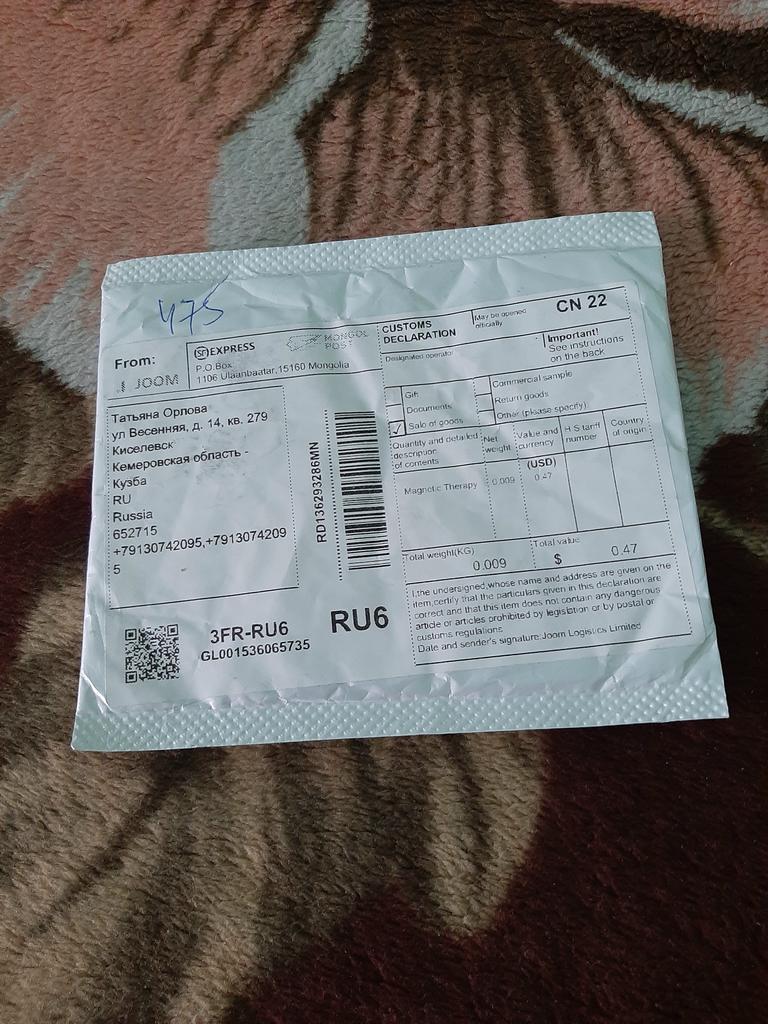 475
From:
JOOM
SF EXPRESS
MONGOL
POST
P.O.Box
1106 Ulaanbaatar,15160 Mongolia
Татьяна Орлова
ул Весенняя, д. 14, кв. 279
Киселевск
Кемеровская область -
Кузба
RU
Russia
652715
+79130742095,+7913074209
5
RD136293286MN
3FR-RU6
GL001536065735
RU6
CUSTOMS
DECLARATION
May be opened
officially
CN 22
Designated operator
Important!
See instructions
on the back
Gift
Documents
✓ Sale of goods
Commercial sample
Return goods
Other (please specify)
Quantity and detailed
description
of contents
Net
weight
Value and
currency
(USD)
H S tariff
number
Country
of origin
Magnetic Therapy
0.009
0.47
Total weight(KG)
0.009
Total value
$ 0.47
I,the undersigned,whose name and address are given on the
item,certify that the particulars given in this declaration are
correct and that this item does not contain any dangerous
article or articles prohibited by legislation or by postal or
customs regulations
Date and sender's signature:Joom Logistics Limited